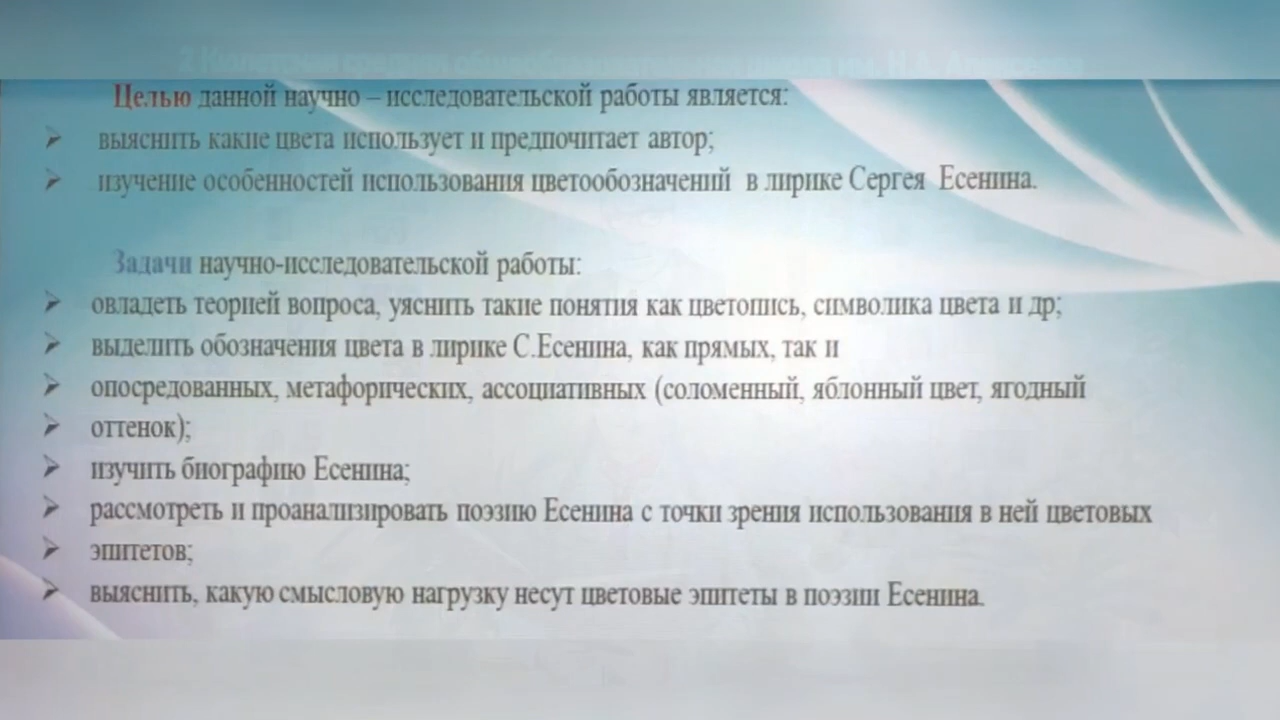 Целью данной научно – исследовательской работы является:
➢ выяснить какие цвета использует и предпочитает автор;
➢ изучение особенностей использования цветообозначений в лирике Сергея Есенина.
Задачи научно-исследовательской работы:
➢ овладеть теорией вопроса, уяснить такие понятия как цветопись, символика цвета и др;
➢ выделить обозначения цвета в лирике С.Есенина, как прямых, так и
➢ опосредованных, метафорических, ассоциативных (соломенный, яблонный цвет, ягодный
➢ оттенок);
➢ изучить биографию Есенина;
➢ рассмотреть и проанализировать поэзию Есенина с точки зрения использования в ней цветовых
➢ эпитетов;
➢ выяснить, какую смысловую нагрузку несут цветовые эпитеты в поэзии Есенина.